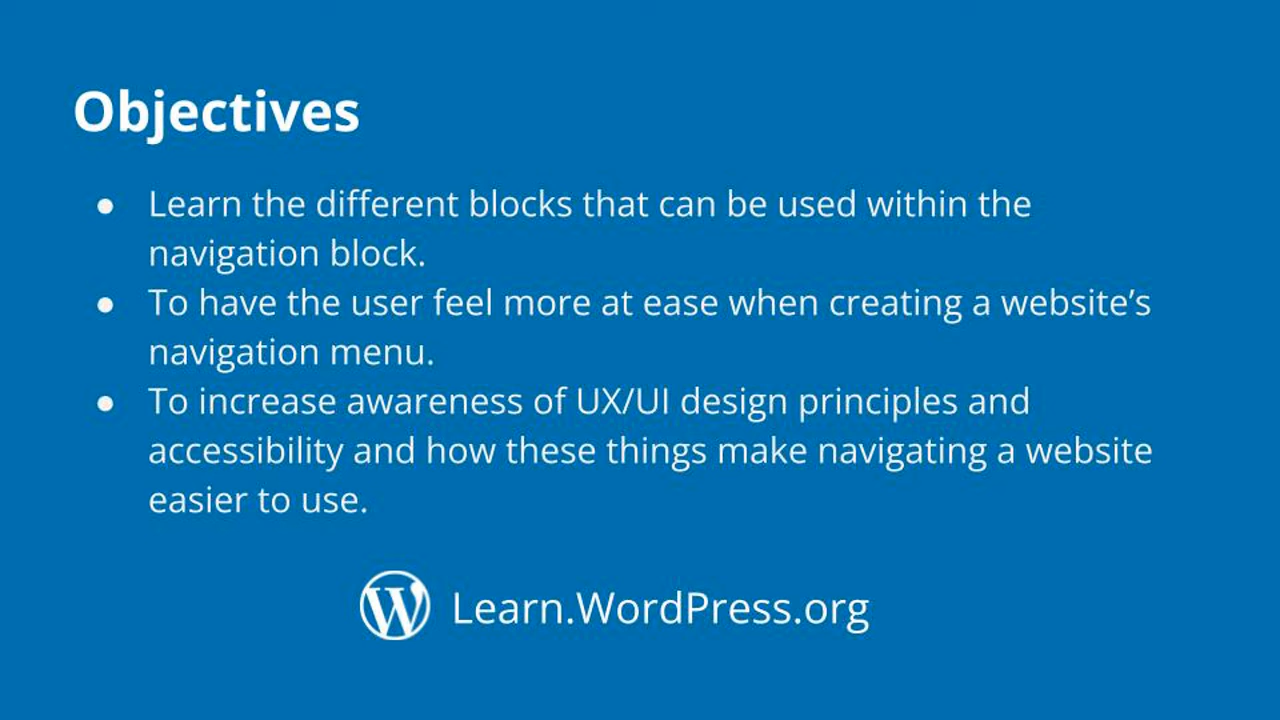 Objectives
● Learn the different blocks that can be used within the
navigation block.
● To have the user feel more at ease when creating a website’s
navigation menu.
● To increase awareness of UX/UI design principles and
accessibility and how these things make navigating a website
easier to use.
Learn.WordPress.org